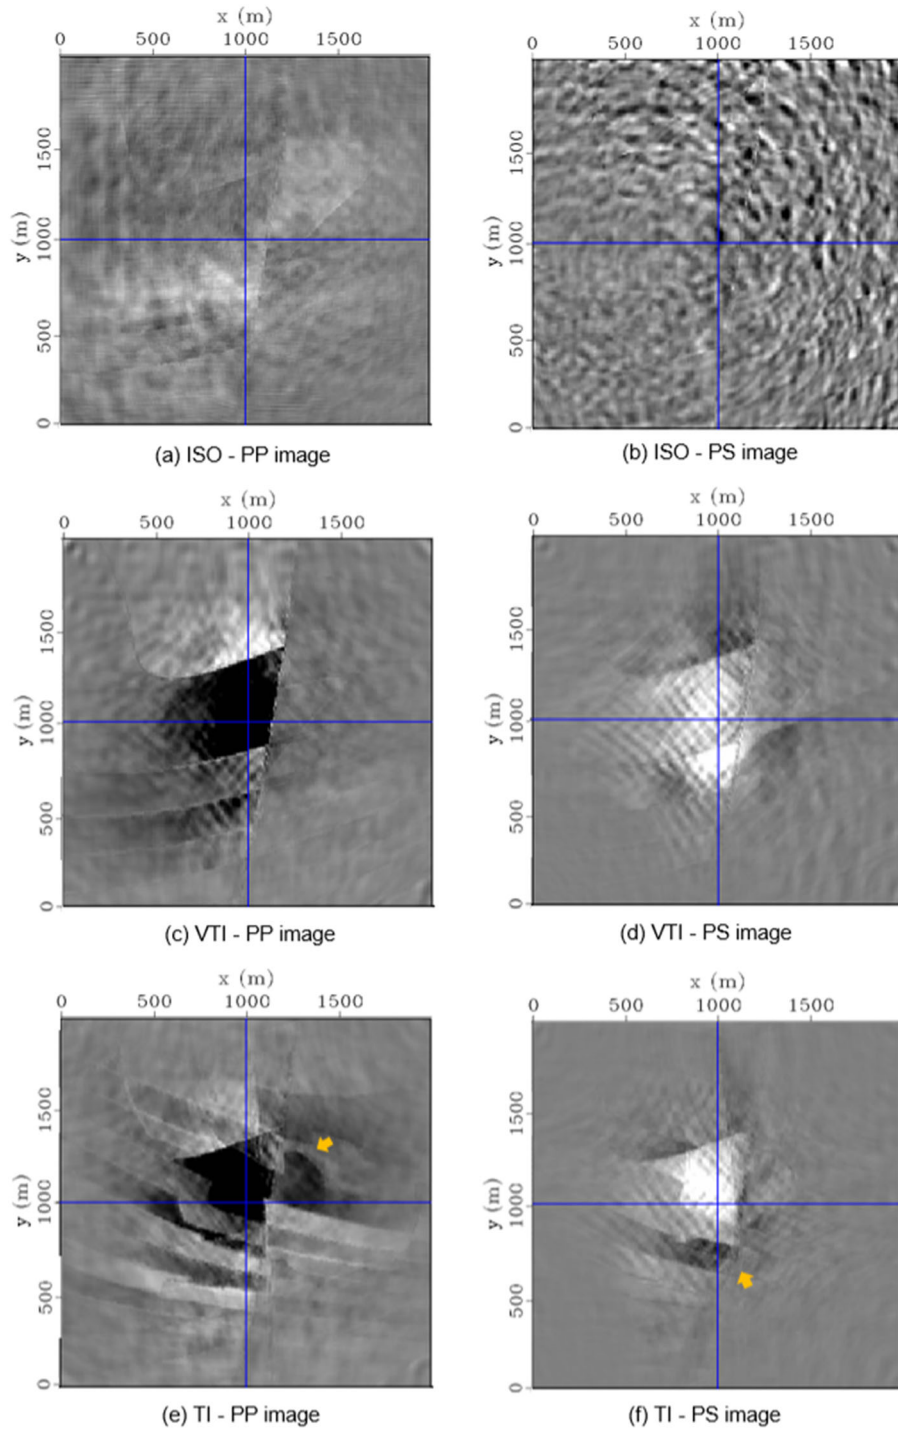 x (m)
0 500 1000 1500
y (m)
1500
1000
500
0
(a) ISO - PP image
x (m)
0 500 1000 1500
y (m)
1500
1000
500
0
(b) ISO - PS image
x (m)
0 500 1000 1500
y (m)
1500
1000
500
0
(c) VTI - PP image
x (m)
0 500 1000 1500
y (m)
1500
1000
500
0
(d) VTI - PS image
x (m)
0 500 1000 1500
y (m)
1500
1000
500
0
(e) TI - PP image
x (m)
0 500 1000 1500
y (m)
1500
1000
500
0
(f) TI - PS image